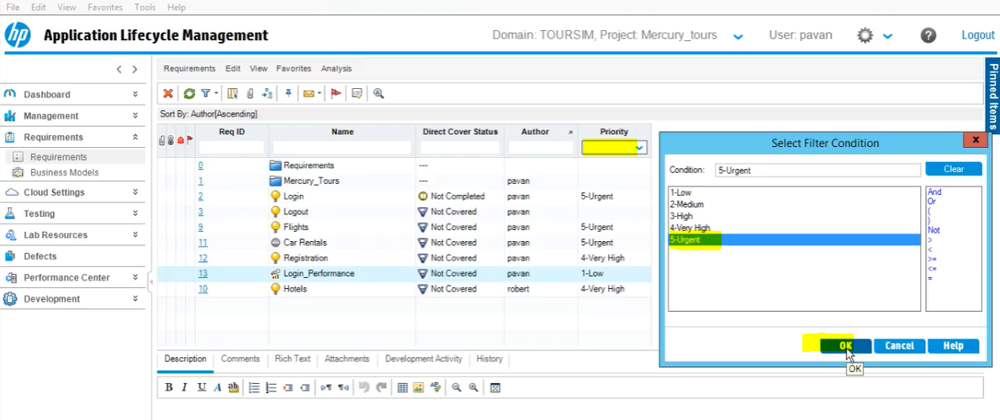 File Edit View Favorites Tools Help
hp Application Lifecycle Management Domain: TOURSIM, Project: Mercury_tours User: pavan ? Logout
Dashboard
Management
Requirements
Requirements
Business Models
Cloud Settings
Testing
Lab Resources
Defects
Performance Center
Development
Requirements Edit View Favorites Analysis
Sort By: Author[Ascending]
Req ID Name Direct Cover Status Author Priority
0 Requirements ---
1 Mercury_Tours --- pavan
2 Login Not Completed pavan 5-Urgent
3 Logout Not Covered pavan
9 Flights Not Covered pavan 5-Urgent
11 Car Rentals Not Covered pavan 5-Urgent
12 Registration Not Covered pavan 4-Very High
13 Login_Performance Not Covered pavan 1-Low
10 Hotels Not Covered robert 4-Very High
Description Comments Rich Text Attachments Development Activity History
B I U A ab
Pinned Items
Select Filter Condition x
Condition: 5-Urgent Clear
1-Low
2-Medium
3-High
4-Very High
5-Urgent
And
Or
(
)
Not
>
<
>=
<=
=
OK Cancel Help
OK